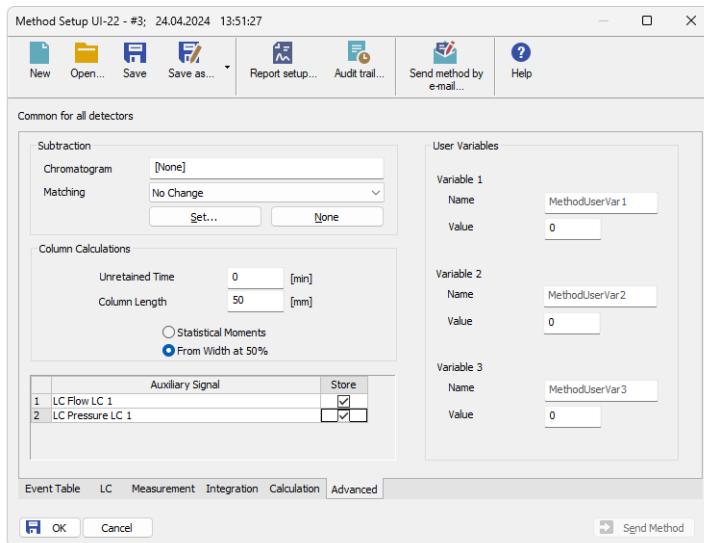 Method Setup UI-22 - #3;   24.04.2024   13:51:27
New Open... Save Save as... Report setup... Audit trail... Send method by e-mail... Help
Common for all detectors
Subtraction
Chromatogram [None]
Matching No Change
Set... None
Column Calculations
Unretained Time 0 [min]
Column Length 50 [mm]
Statistical Moments
From Width at 50%
Auxiliary Signal Store
1 LC Flow LC 1
2 LC Pressure LC 1
User Variables
Variable 1
Name MethodUserVar1
Value 0
Variable 2
Name MethodUserVar2
Value 0
Variable 3
Name MethodUserVar3
Value 0
Event Table LC Measurement Integration Calculation Advanced
OK Cancel Send Method